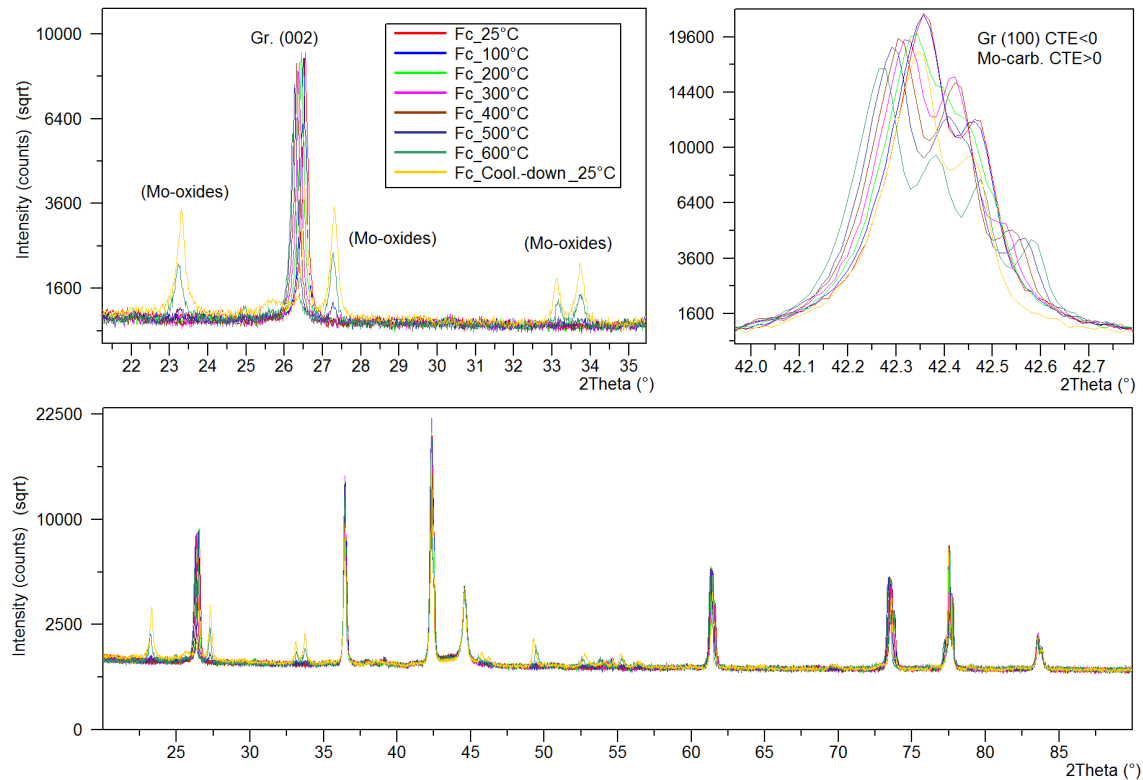 Intensity (counts) (sqrt)
10000
6400
3600
1600
Gr. (002)
(Mo-oxides)
(Mo-oxides)
(Mo-oxides)
Fc_25°C
Fc_100°C
Fc_200°C
Fc_300°C
Fc_400°C
Fc_500°C
Fc_600°C
Fc_Cool.-down_25°C
22 23 24 25 26 27 28 29 30 31 32 33 34 35
2Theta (°)
19600
14400
10000
6400
3600
1600
Gr (100) CTE<0
Mo-carb. CTE>0
42.0 42.1 42.2 42.3 42.4 42.5 42.6 42.7
2Theta (°)
Intensity (counts) (sqrt)
22500
10000
2500
0
25 30 35 40 45 50 55 60 65 70 75 80 85
2Theta (°)